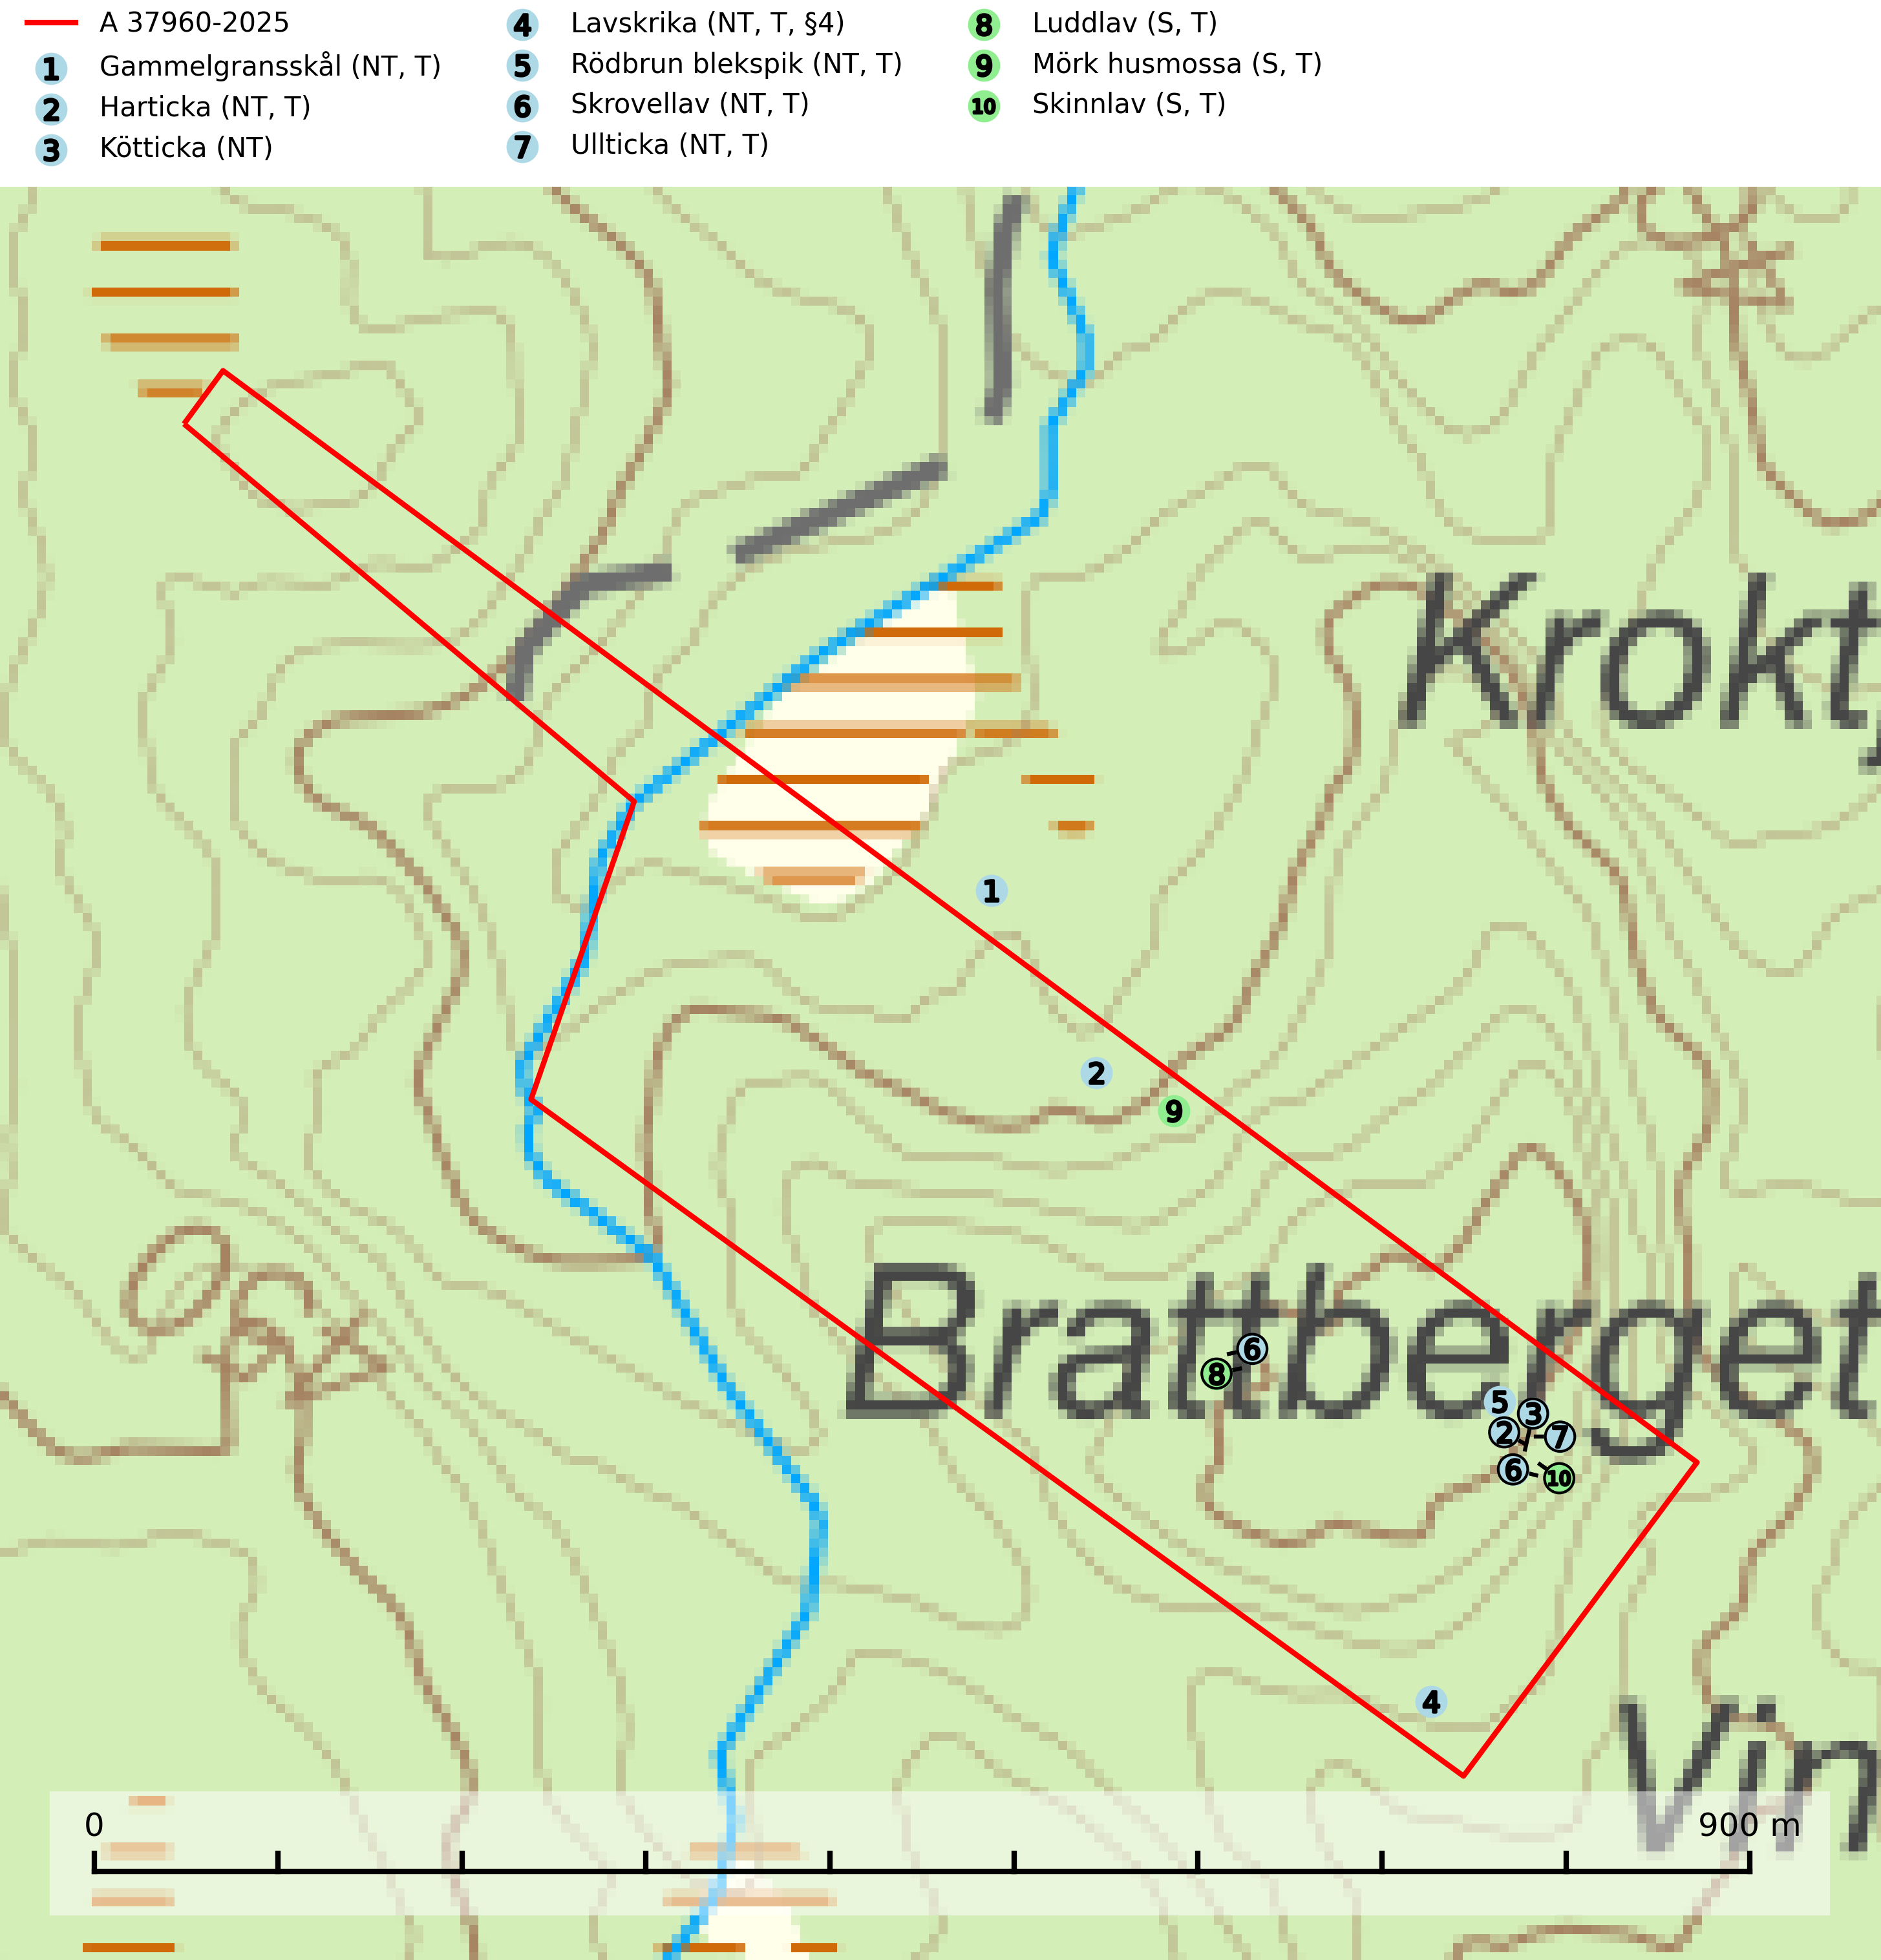 A 37960-2025
1 Gammelgransskål (NT, T)
2 Harticka (NT, T)
3 Kötticka (NT)
4 Lavskrika (NT, T, §4)
5 Rödbrun blekspik (NT, T)
6 Skrovellav (NT, T)
7 Ullticka (NT, T)
8 Luddlav (S, T)
9 Mörk husmossa (S, T)
10 Skinnlav (S, T)
Krokt
1
2
9
Brattberget
6
8
5
3
2
7
6
10
4
Vin
0
900 m